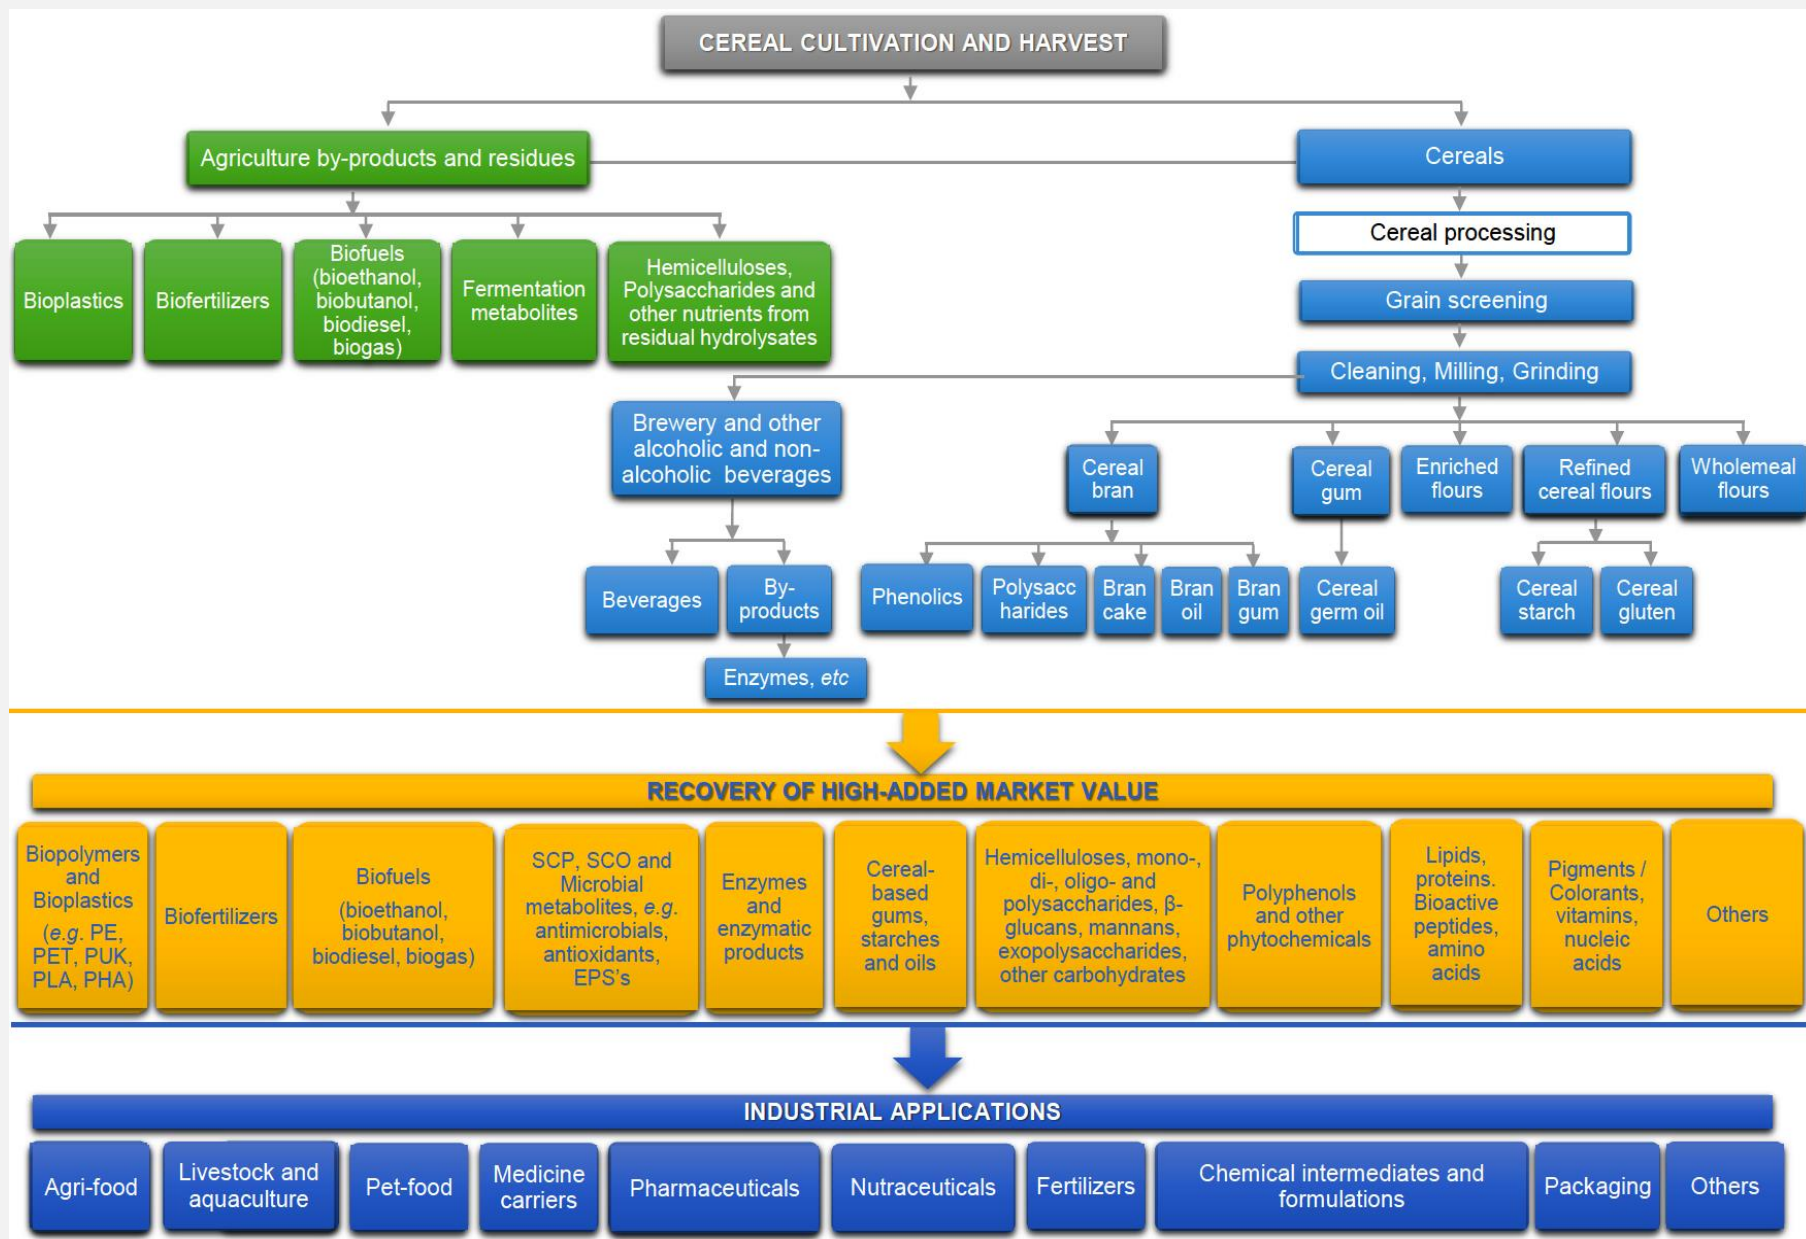 CEREAL CULTIVATION AND HARVEST
Agriculture by-products and residues
Cereals
Cereal processing
Grain screening
Cleaning, Milling, Grinding
Bioplastics
Biofertilizers
Biofuels
(bioethanol,
biobutanol,
biodiesel,
biogas)
Fermentation
metabolites
Hemicelluloses,
Polysaccharides and
other nutrients from
residual hydrolysates
Brewery and other
alcoholic and non-
alcoholic beverages
Cereal
bran
Cereal
gum
Enriched
flours
Refined
cereal flours
Wholemeal
flours
Beverages
By-
products
Phenolics
Polysacc
harides
Bran
cake
Bran
oil
Bran
gum
Cereal
germ oil
Cereal
starch
Cereal
gluten
Enzymes, etc
RECOVERY OF HIGH-ADDED MARKET VALUE
Biopolymers
and
Bioplastics
(e.g. PE,
PET, PUK,
PLA, PHA)
Biofertilizers
Biofuels
(bioethanol,
biobutanol,
biodiesel, biogas)
SCP, SCO and
Microbial
metabolites, e.g.
antimicrobials,
antioxidants,
EPS's
Enzymes
and
enzymatic
products
Cereal-
based
gums,
starches
and oils
Hemicelluloses, mono-,
di-, oligo- and
polysaccharides, β-
glucans, mannans,
exopolysaccharides,
other carbohydrates
Polyphenols
and other
phytochemicals
Lipids,
proteins.
Bioactive
peptides,
amino
acids
Pigments /
Colorants,
vitamins,
nucleic
acids
Others
INDUSTRIAL APPLICATIONS
Agri-food
Livestock and
aquaculture
Pet-food
Medicine
carriers
Pharmaceuticals
Nutraceuticals
Fertilizers
Chemical intermediates and
formulations
Packaging
Others